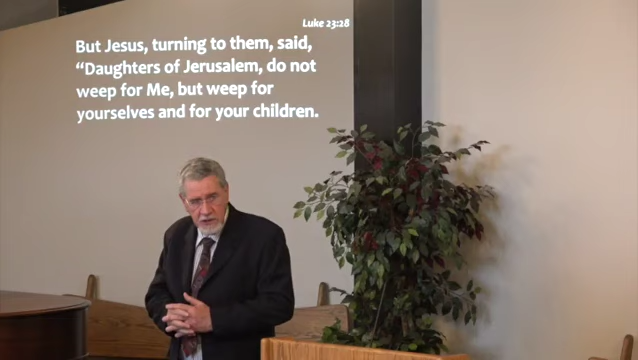 Luke 23:28
But Jesus, turning to them, said,
“Daughters of Jerusalem, do not
weep for Me, but weep for
yourselves and for your children.